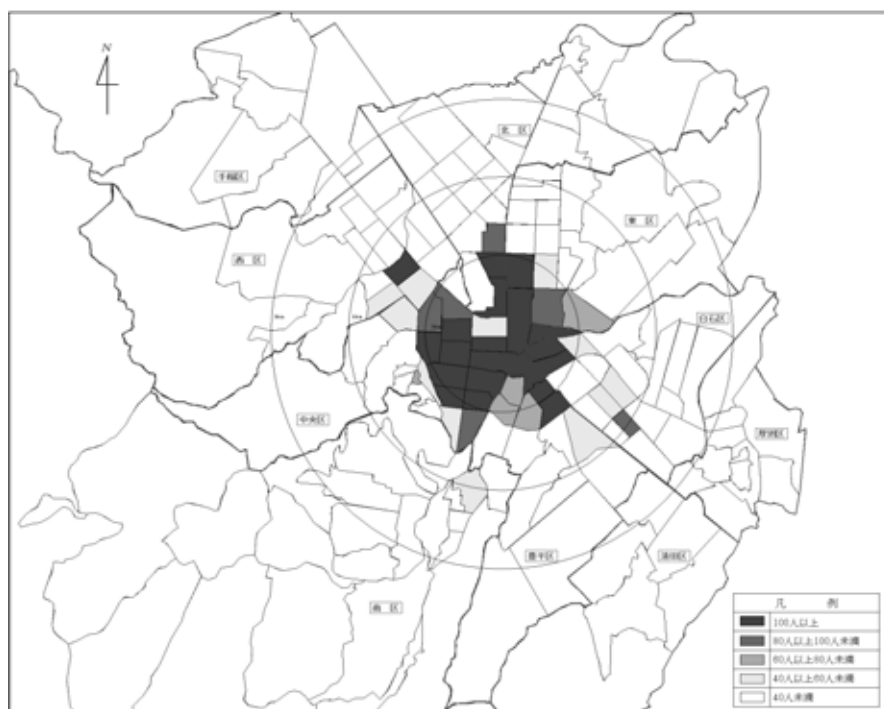 N
北 区
手稲区
東 区
西 区
白石区
中央区
厚別区
豊平区
清田区
南 区
凡 例
100人以上
80人以上100人未満
60人以上80人未満
40人以上60人未満
40人未満